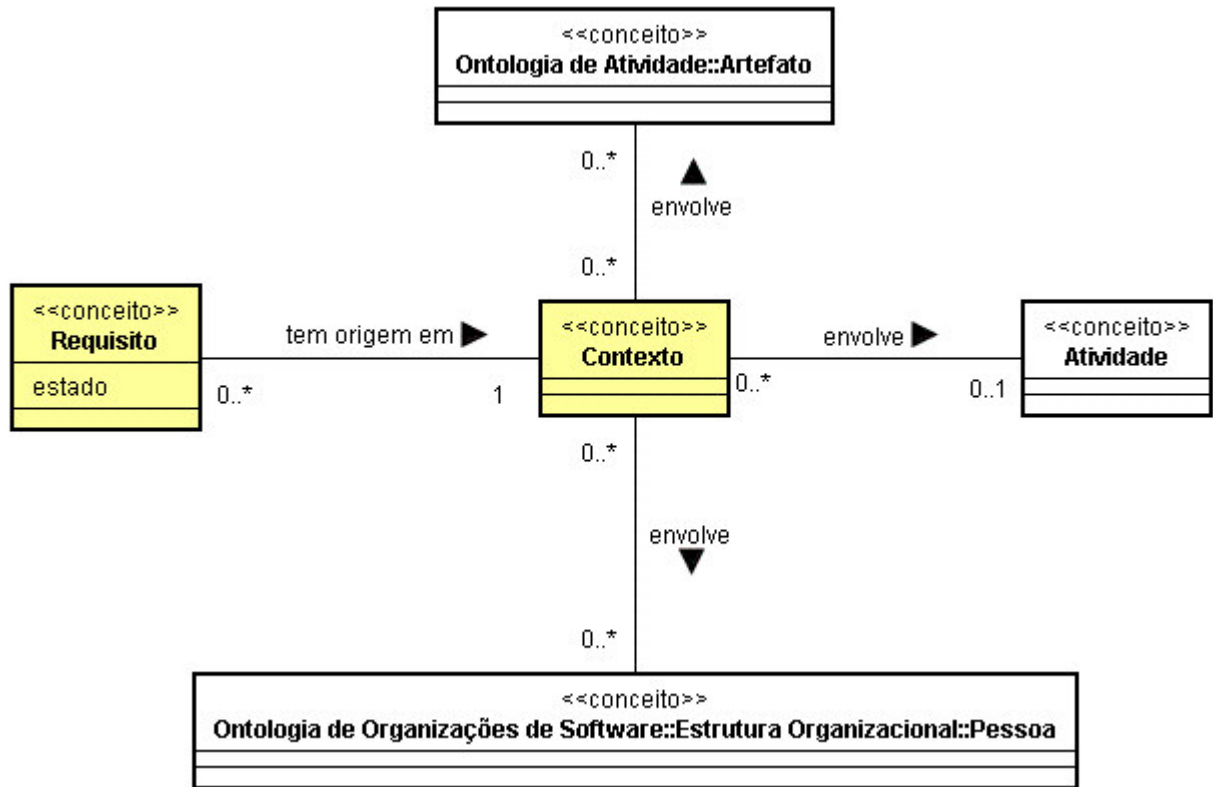 <<conceito>>
Ontologia de Atividade::Artefato
0..*
envolve
0..*
<<conceito>>
Requisito
estado
tem origem em
0..*
1
<<conceito>>
Contexto
envolve
0..*
0..1
<<conceito>>
Atividade
0..*
envolve
0..*
<<conceito>>
Ontologia de Organizações de Software::Estrutura Organizacional::Pessoa